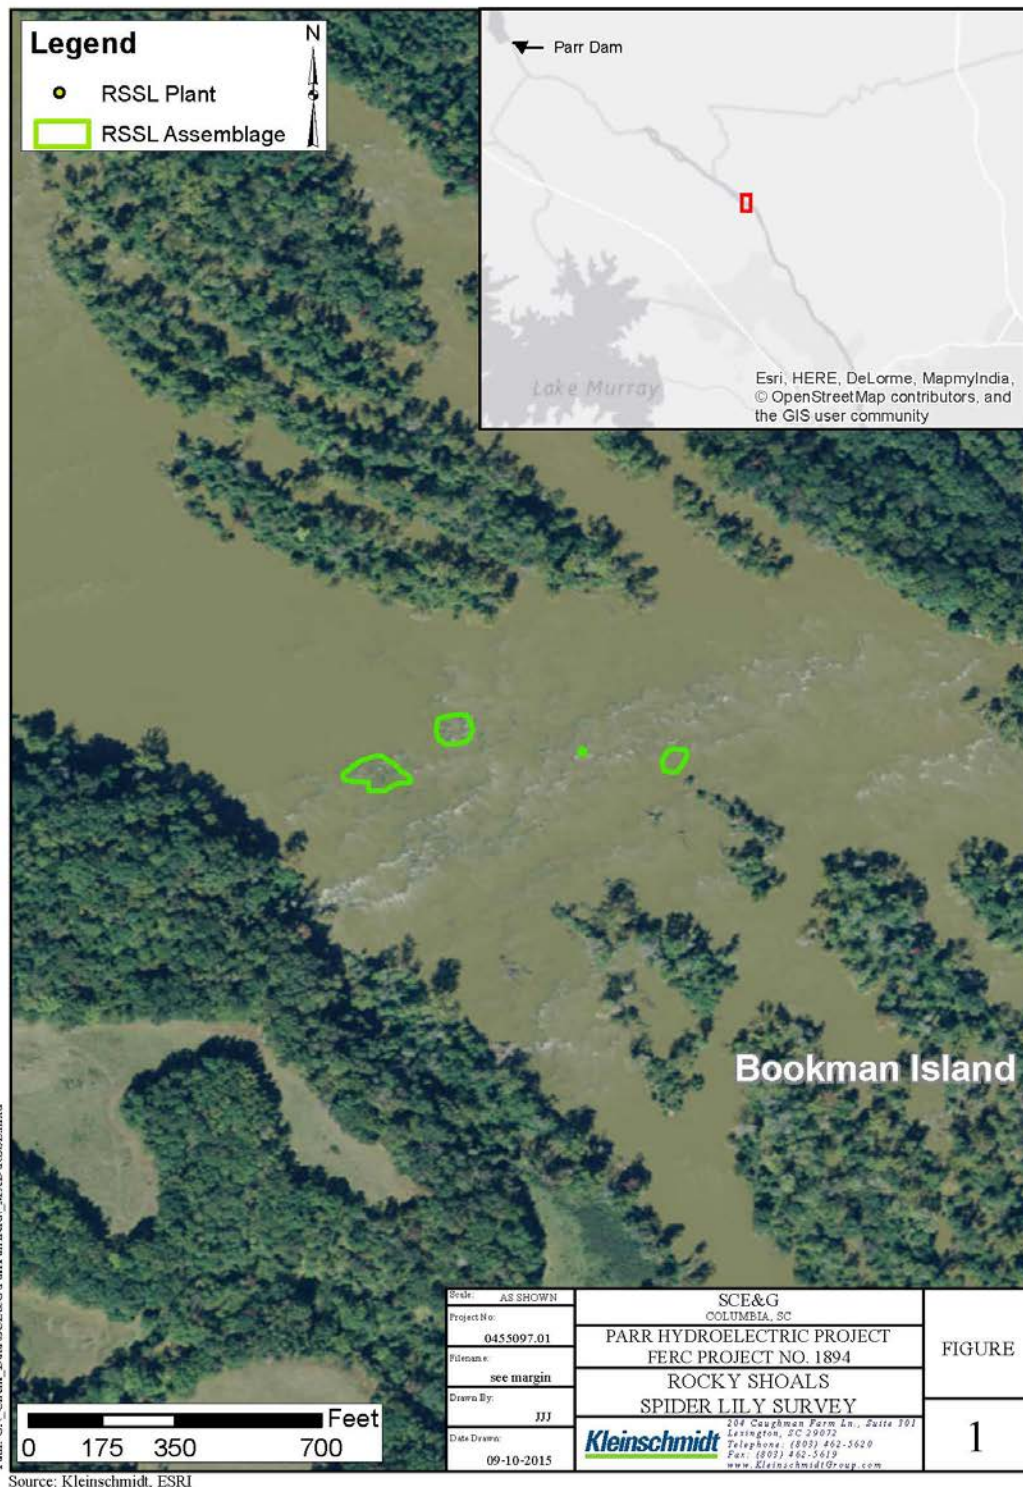 Legend
N
RSSL Plant
RSSL Assemblage
Parr Dam
Lake Murray
Esri, HERE, DeLorme, MapmyIndia,
© OpenStreetMap contributors, and
the GIS user community
Bookman Island
Feet
0 175 350 700
Scale: AS SHOWN
Project No:
0455097.01
Filename:
see margin
Drawn By:
JJJ
Date Drawn:
09-10-2015
SCE&G
COLUMBIA, SC
PARR HYDROELECTRIC PROJECT
FERC PROJECT NO. 1894
ROCKY SHOALS
SPIDER LILY SURVEY
Kleinschmidt
204 Caughman Farm Ln., Suite 301
Lexington, SC 29072
Telephone: (803) 462-5620
Fax: (803) 462-5619
www.KleinschmidtGroup.com
FIGURE
1
Source: Kleinschmidt, ESRI